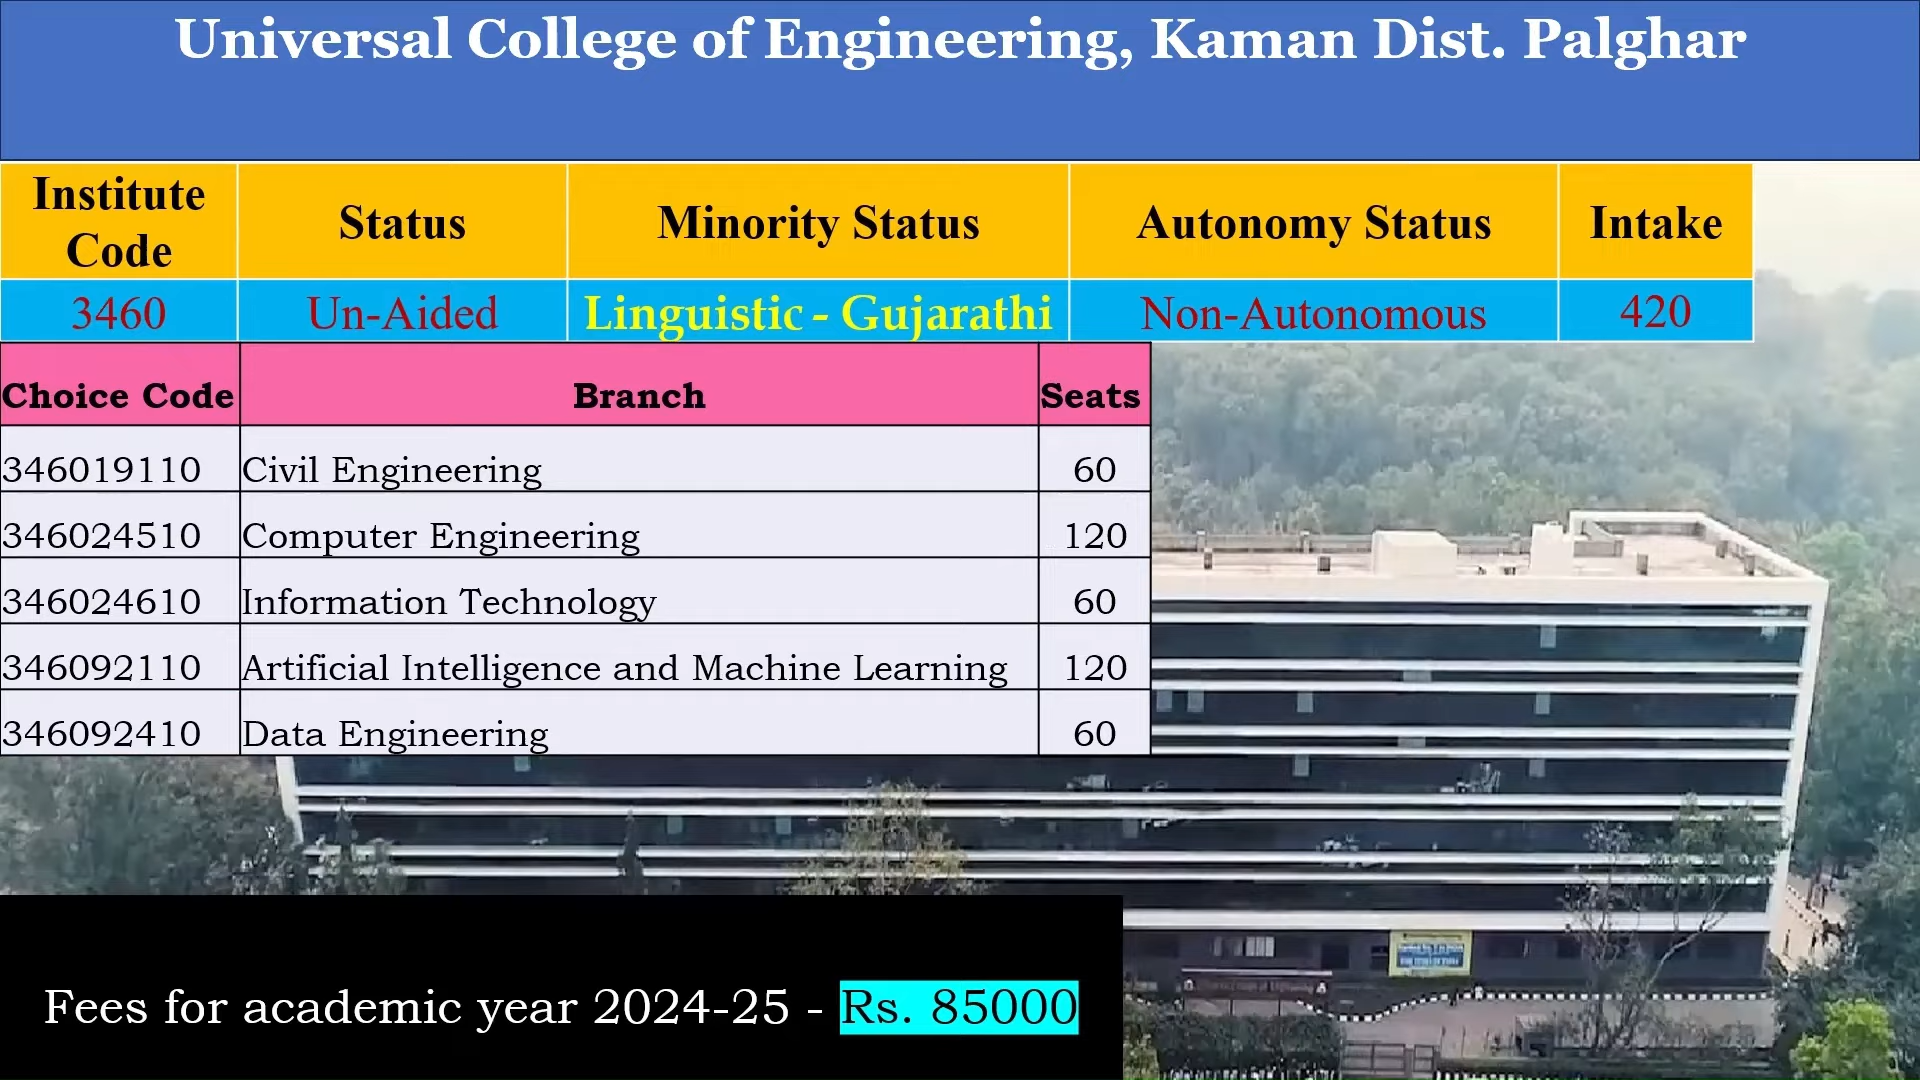 Universal College of Engineering, Kaman Dist. Palghar
Institute Code Status Minority Status Autonomy Status Intake
3460 Un-Aided Linguistic - Gujarathi Non-Autonomous 420
Choice Code Branch Seats
346019110 Civil Engineering 60
346024510 Computer Engineering 120
346024610 Information Technology 60
346092110 Artificial Intelligence and Machine Learning 120
346092410 Data Engineering 60
Fees for academic year 2024-25 - Rs. 85000